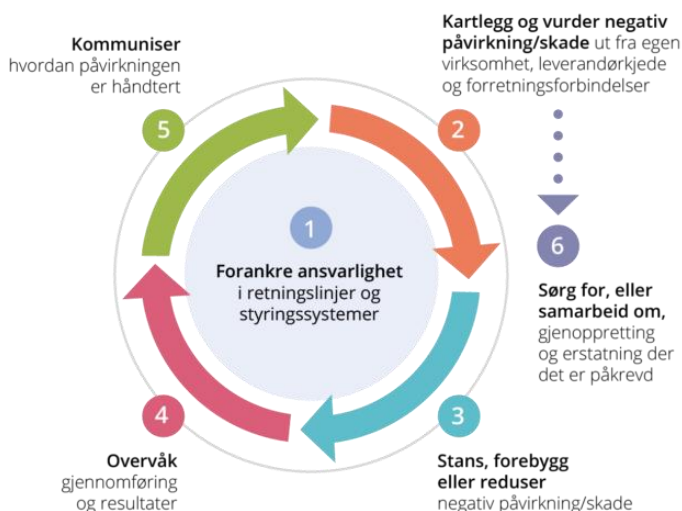 1
Forankre ansvarlighet
i retningslinjer og
styringssystemer
2
Kartlegg og vurder negativ
påvirkning/skade ut fra egen
virksomhet, leverandørkjede
og forretningsforbindelser
3
Stans, forebygg
eller reduser
negativ påvirkning/skade
4
Overvåk
gjennomføring
og resultater
5
Kommuniser
hvordan påvirkningen
er håndtert
6
Sørg for, eller
samarbeid om,
gjenoppretting
og erstatning der
det er påkrevd